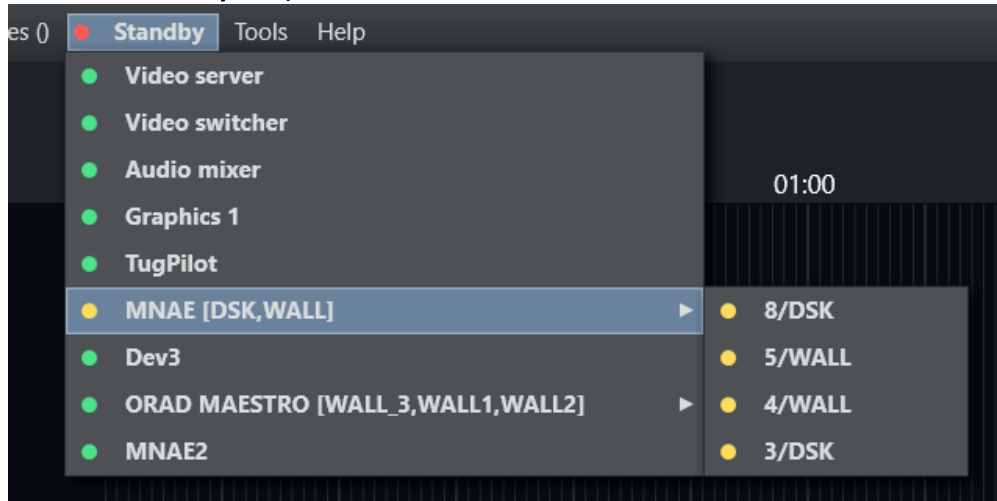 es () Standby Tools Help
Video server
Video switcher
Audio mixer
01:00
Graphics 1
TugPilot
MNAE [DSK,WALL]
8/DSK
Dev3
5/WALL
ORAD MAESTRO [WALL_3,WALL1,WALL2]
4/WALL
MNAE2
3/DSK